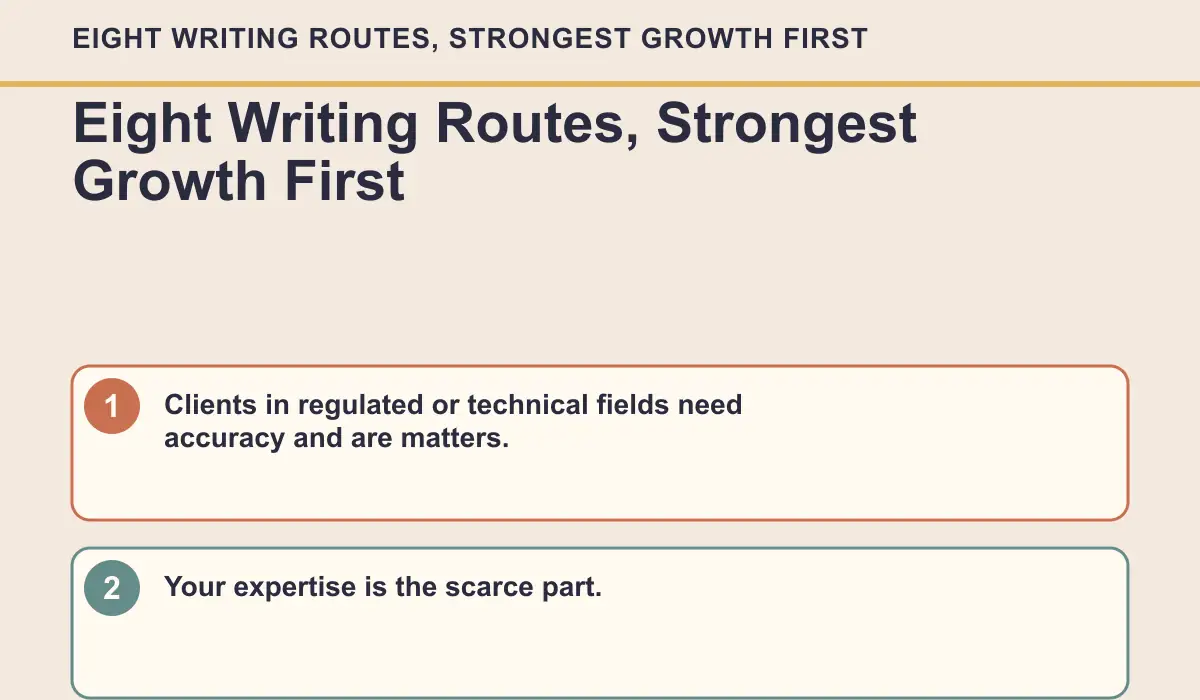 EIGHT WRITING ROUTES, STRONGEST GROWTH FIRST
Eight Writing Routes, Strongest
Growth First
1
Clients in regulated or technical fields need
accuracy and are matters.
2
Your expertise is the scarce part.